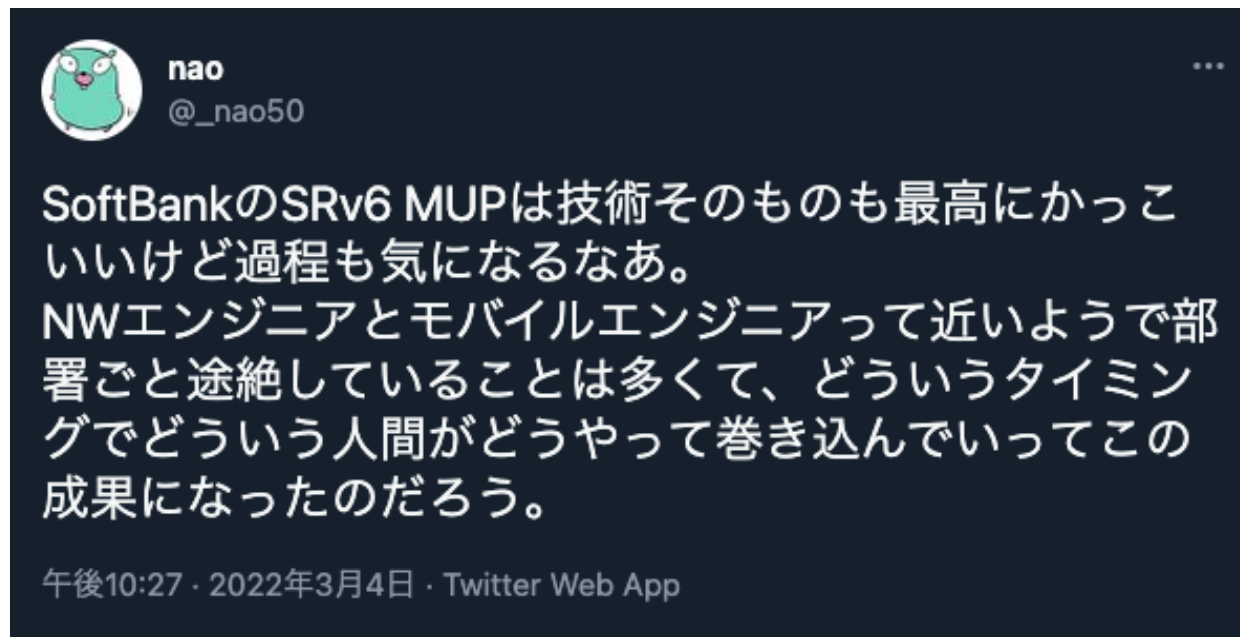 nao
@_nao50
SoftBankのSRv6 MUPは技術そのものも最高にかっこ
いいけど過程も気になるなあ。
NWエンジニアとモバイルエンジニアって近いようで部
署ごと途絶していることは多くて、どういうタイミン
グでどういう人間がどうやって巻き込んでいってこの
成果になったのだろう。
午後10:27 · 2022年3月4日 · Twitter Web App